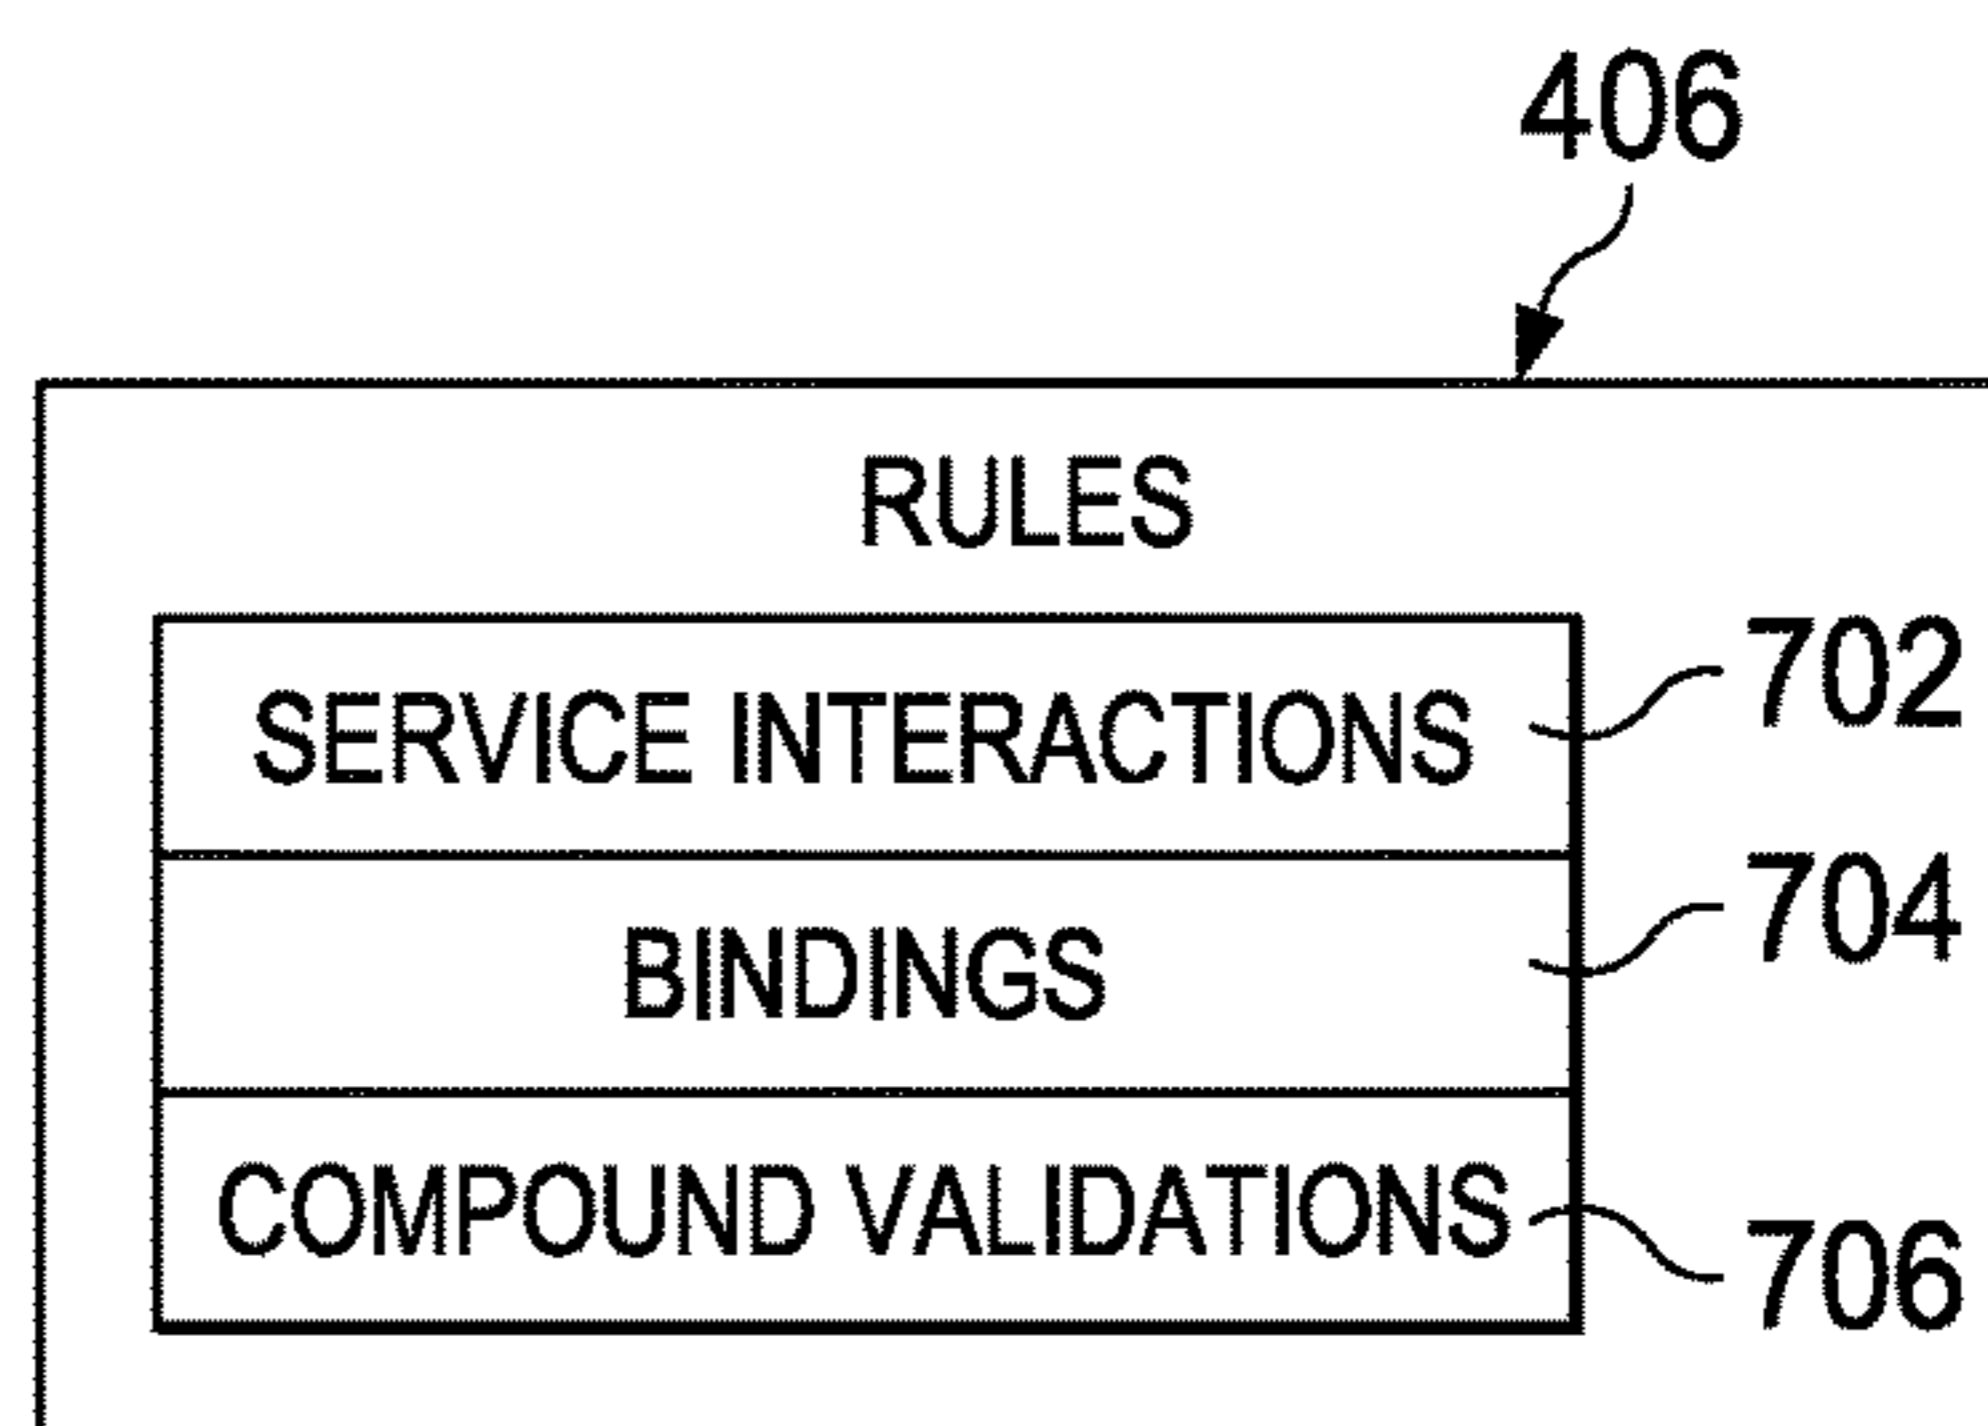 406
RULES
SERVICE INTERACTIONS 702
BINDINGS 704
COMPOUND VALIDATIONS 706